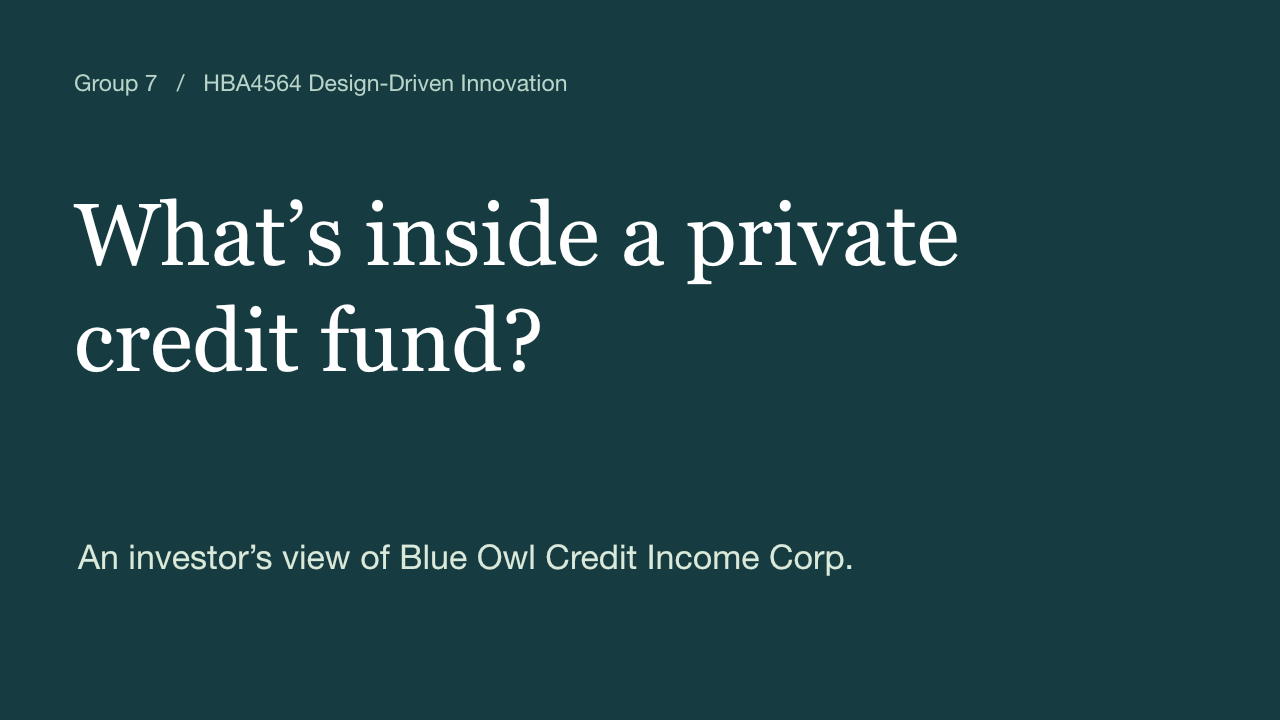 Group 7 / HBA4564 Design-Driven Innovation
What’s inside a private
credit fund?
An investor’s view of Blue Owl Credit Income Corp.